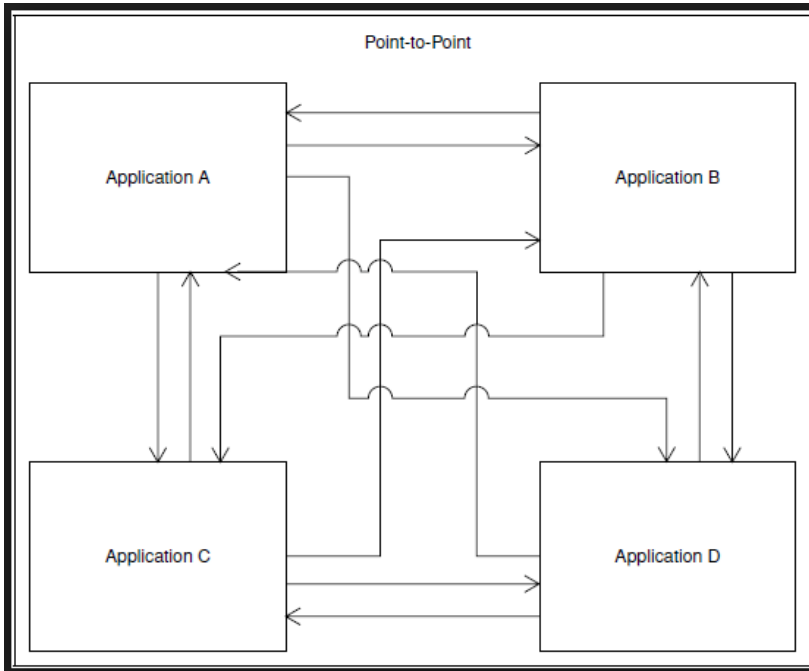 Point-to-Point
Application A
Application B
Application C
Application D